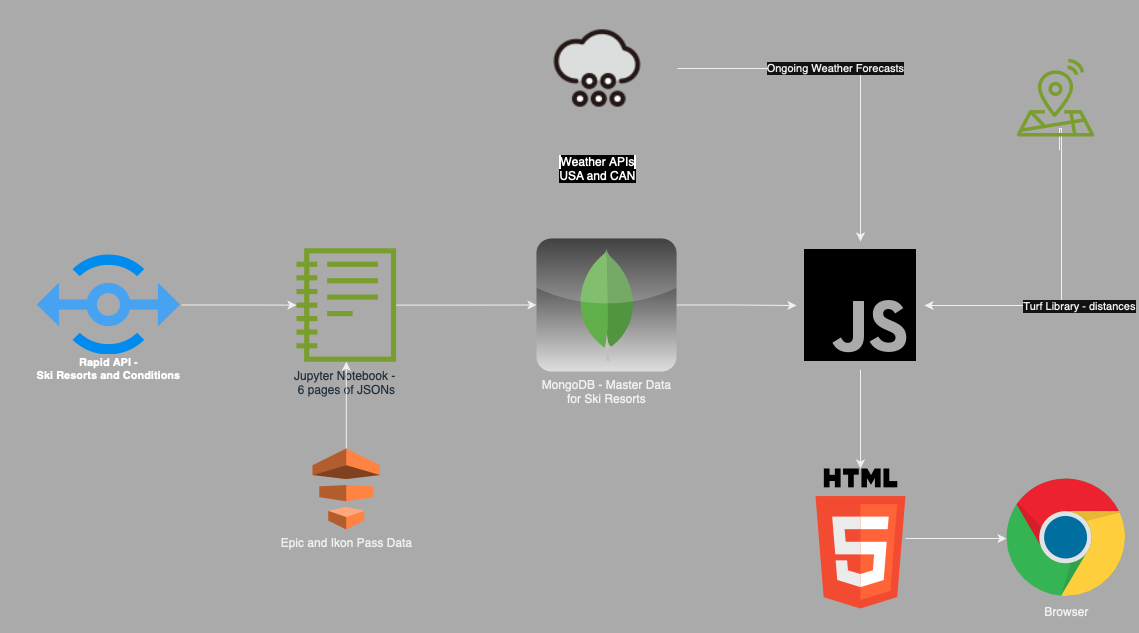 Ongoing Weather Forecasts
Weather APIs
USA and CAN
JS
Turf Library - distances
Rapid API -
Ski Resorts and Conditions
Jupyter Notebook -
6 pages of JSONs
MongoDB - Master Data
for Ski Resorts
HTML
5
Epic and Ikon Pass Data
Browser